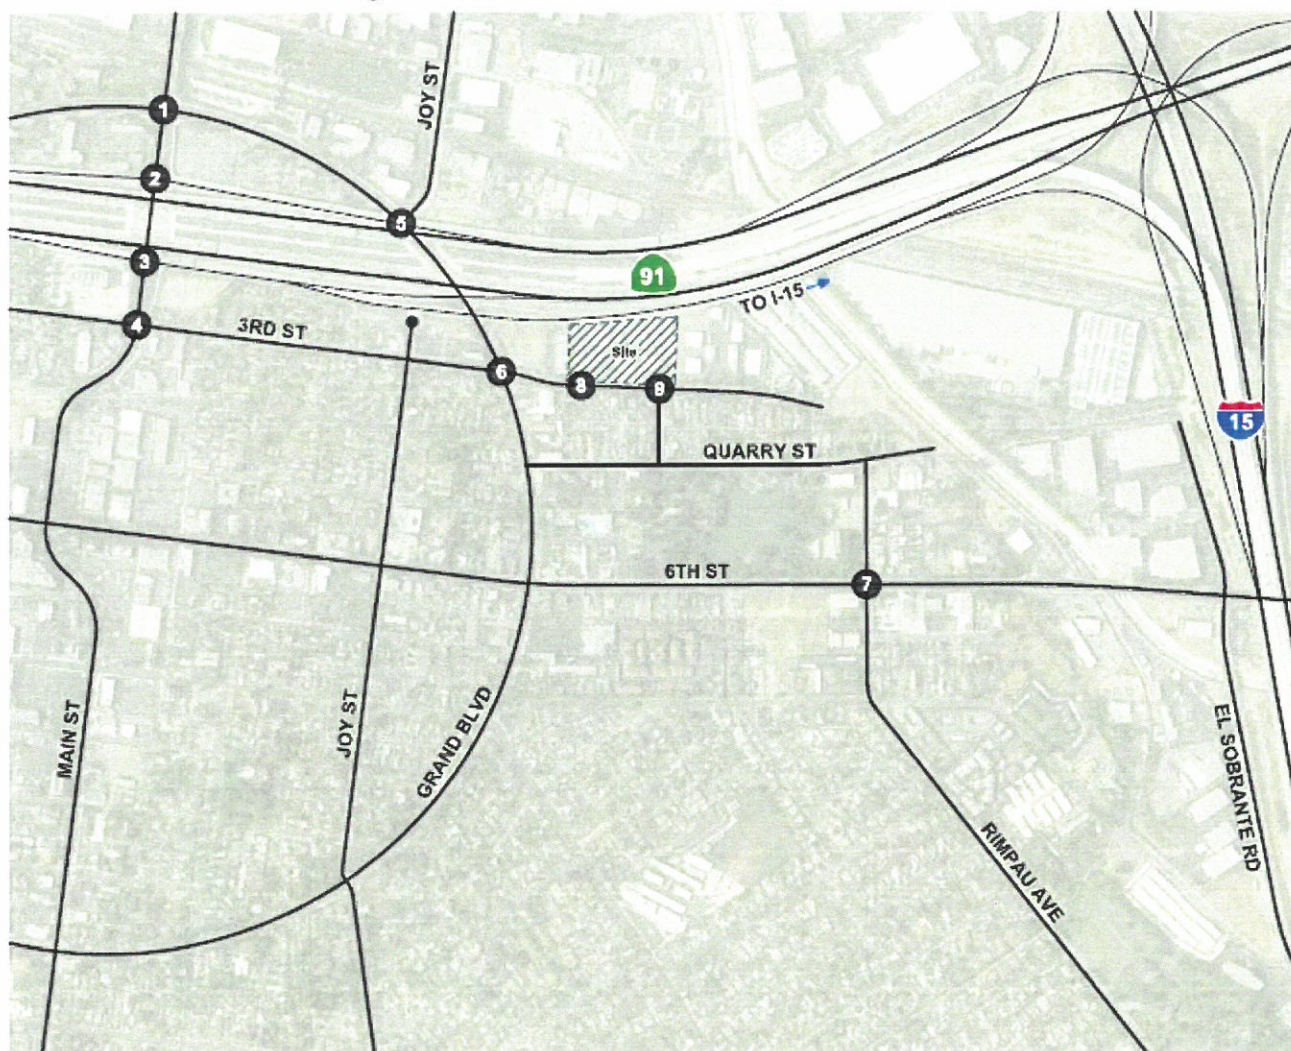 JOY ST
1
2
5
3
91
TO I-15
4
3RD ST
Site
6
8
9
15
QUARRY ST
6TH ST
7
MAIN ST
JOY ST
GRAND BLVD
EL SOBRANTE RD
RIMPAU AVE